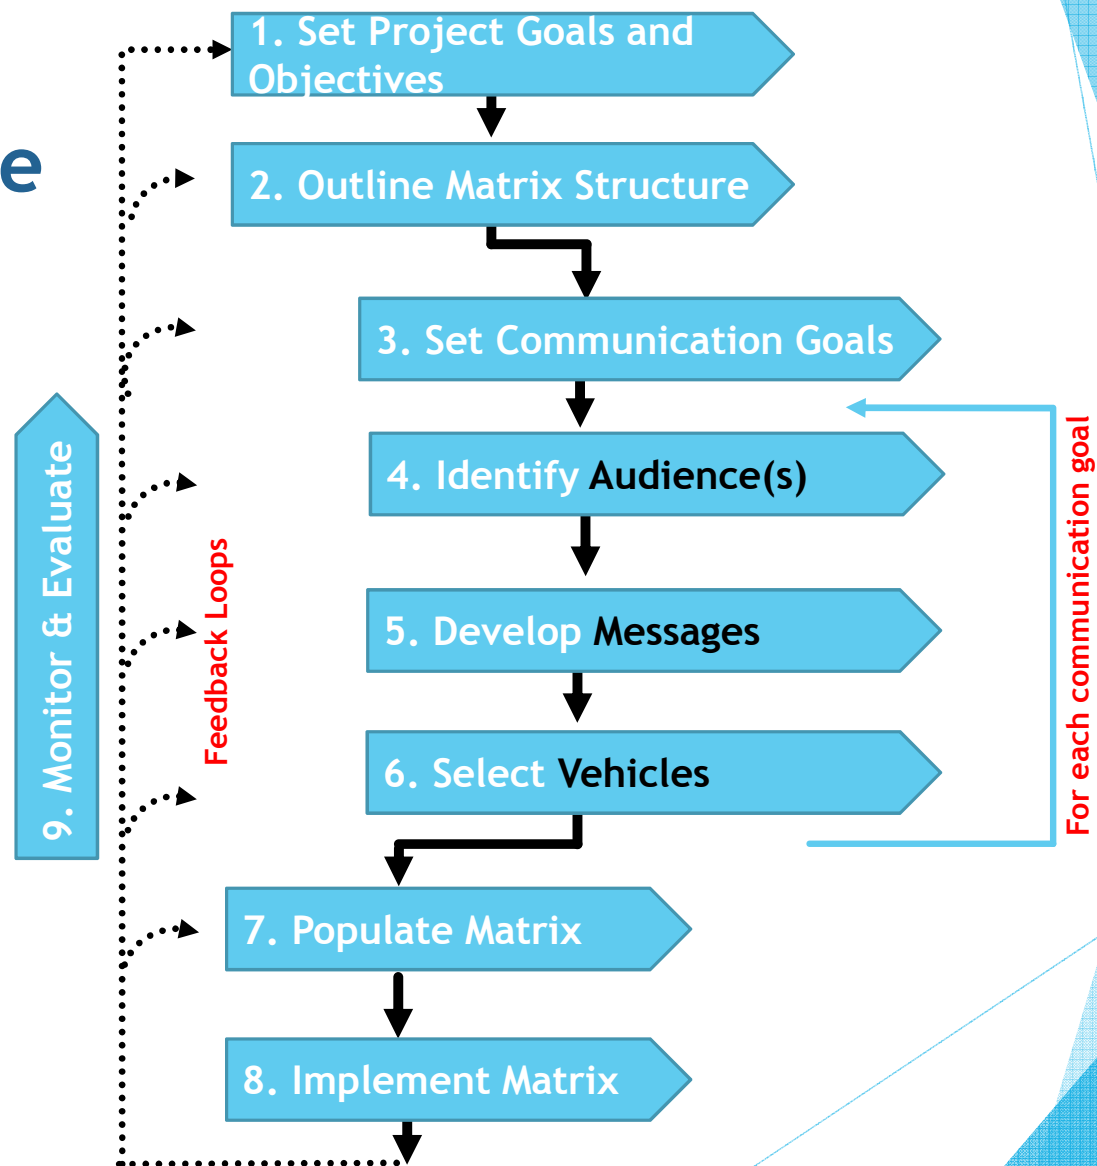 e
1. Set Project Goals and
Objectives
2. Outline Matrix Structure
3. Set Communication Goals
4. Identify Audience(s)
5. Develop Messages
6. Select Vehicles
7. Populate Matrix
8. Implement Matrix
9. Monitor & Evaluate
Feedback Loops
For each communication goal